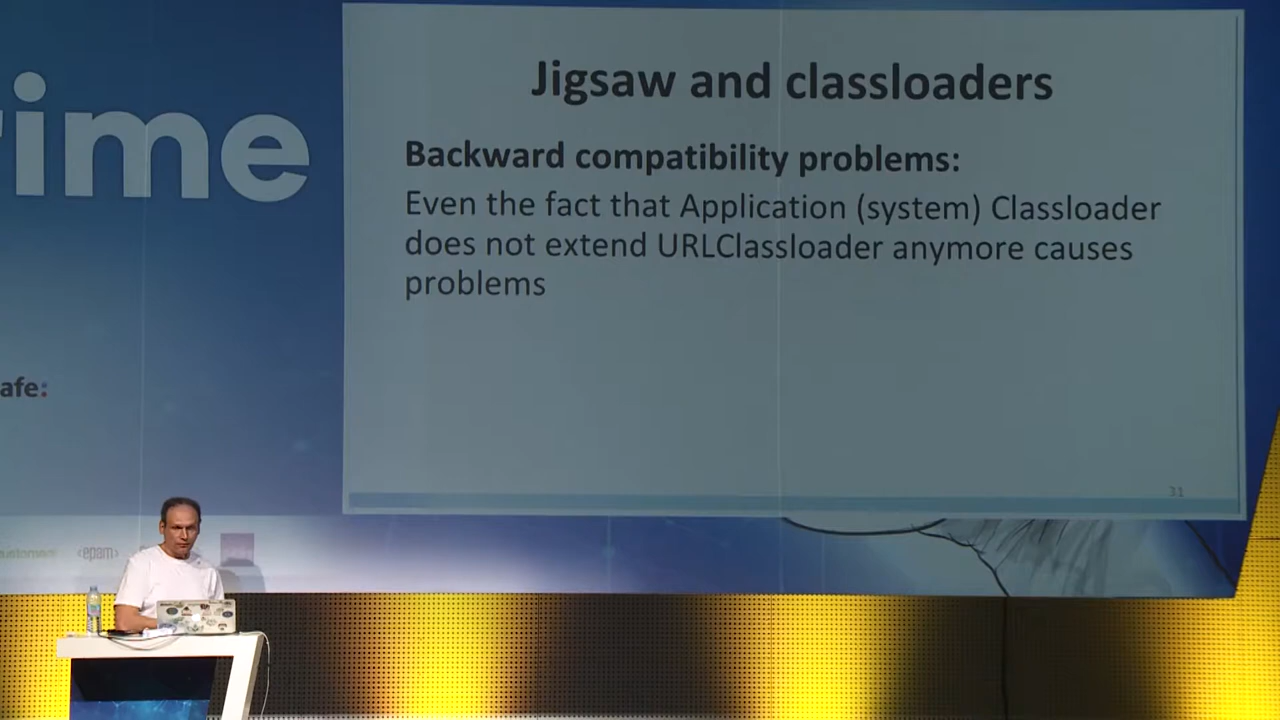 Jigsaw and classloaders
rime
Backward compatibility problems:
Even the fact that Application (system) Classloader
does not extend URLClassloader anymore causes
problems
afe:
31
<epam>